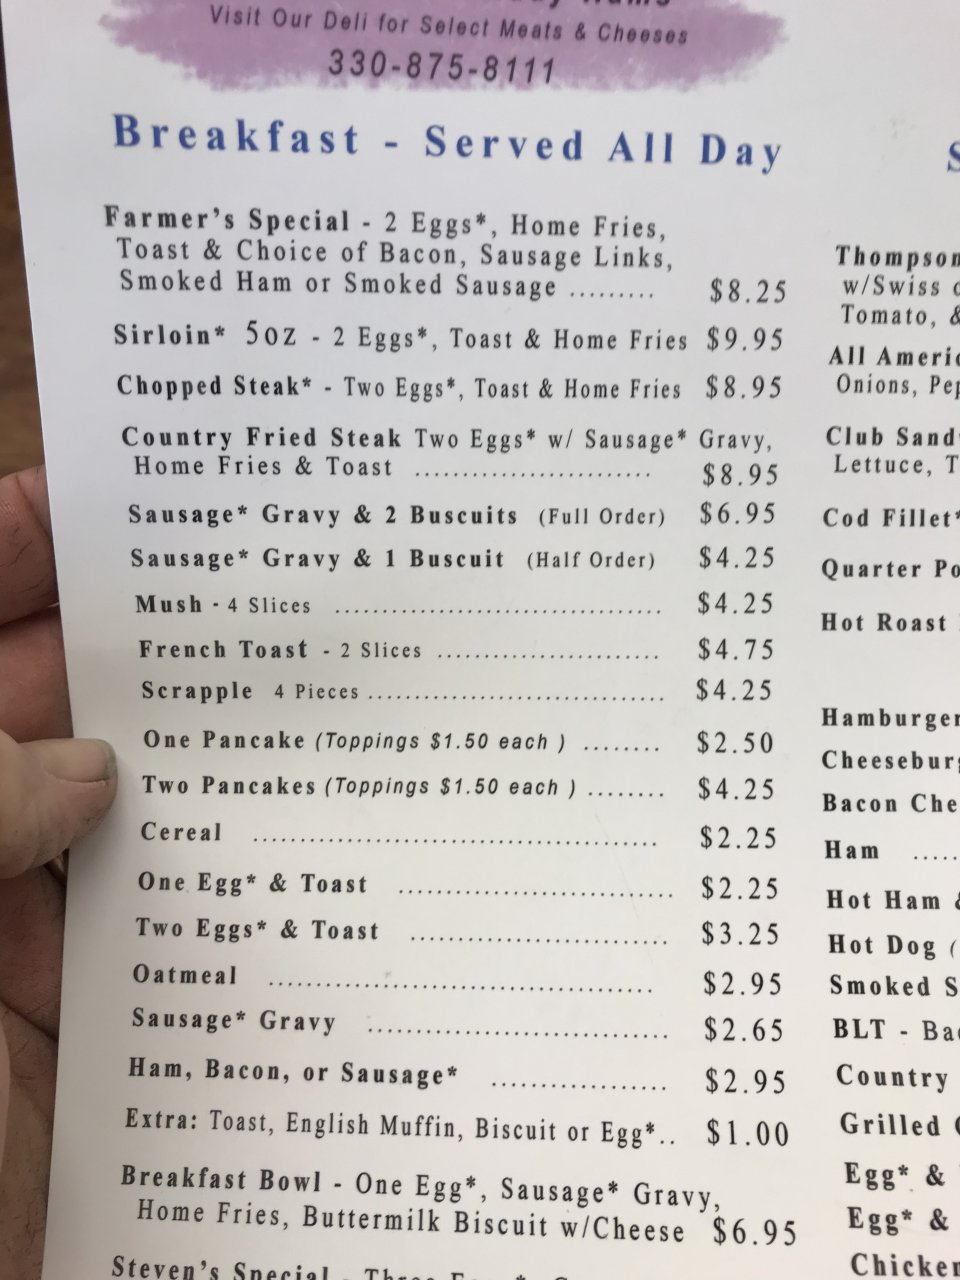 Visit Our Deli for Select Meats & Cheeses
330-875-8111
Breakfast - Served All Day
Farmer's Special - 2 Eggs*, Home Fries,
Toast & Choice of Bacon, Sausage Links,
Smoked Ham or Smoked Sausage ......... $8.25
Sirloin* 5oz - 2 Eggs*, Toast & Home Fries $9.95
Chopped Steak* - Two Eggs*, Toast & Home Fries $8.95
Country Fried Steak Two Eggs* w/ Sausage* Gravy,
Home Fries & Toast .......................... $8.95
Sausage* Gravy & 2 Buscuits (Full Order) $6.95
Sausage* Gravy & 1 Buscuit (Half Order) $4.25
Mush - 4 Slices .................................... $4.25
French Toast - 2 Slices ......................... $4.75
Scrapple 4 Pieces ................................. $4.25
One Pancake (Toppings $1.50 each ) ........ $2.50
Two Pancakes (Toppings $1.50 each ) ........ $4.25
Cereal ............................................. $2.25
One Egg* & Toast ............................... $2.25
Two Eggs* & Toast ............................. $3.25
Oatmeal .......................................... $2.95
Sausage* Gravy ................................. $2.65
Ham, Bacon, or Sausage* .................. $2.95
Extra: Toast, English Muffin, Biscuit or Egg*.. $1.00
Breakfast Bowl - One Egg*, Sausage* Gravy,
Home Fries, Buttermilk Biscuit w/Cheese $6.95
Steven's Special - Three
S
Thompson
w/Swiss
Tomato, &
All
Onions,
Club
Lettuce,
Cod Fillet*
Quarter
Hot Roast
Hamburger
Bacon
Ham .....
Hot Ham &
Hot Dog (
Smoked
BLT -
Country
Grilled
Egg* &
Egg* &
Chicken